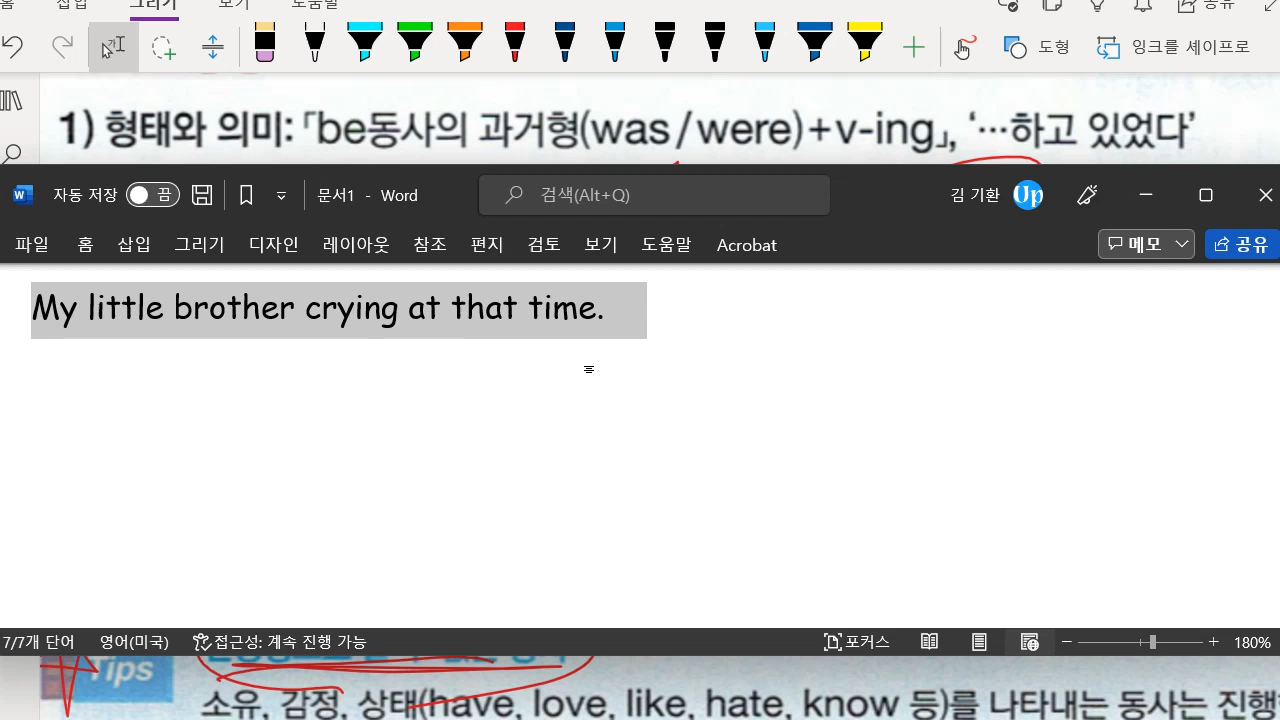 홈 삽입 그리기 보기 도움말 공유
도형 잉크를 셰이프로
1) 형태와 의미: 「be동사의 과거형(was/were)+v-ing」, ‘…하고 있었다’
자동 저장 끔 문서1 - Word 검색(Alt+Q) 김 기환 Up
파일 홈 삽입 그리기 디자인 레이아웃 참조 편지 검토 보기 도움말 Acrobat 메모 공유
My little brother crying at that time.
7/7개 단어 영어(미국) 접근성: 계속 진행 가능 포커스 180%
Tips
소유, 감정, 상태(have, love, like, hate, know 등)를 나타내는 동사는 진행